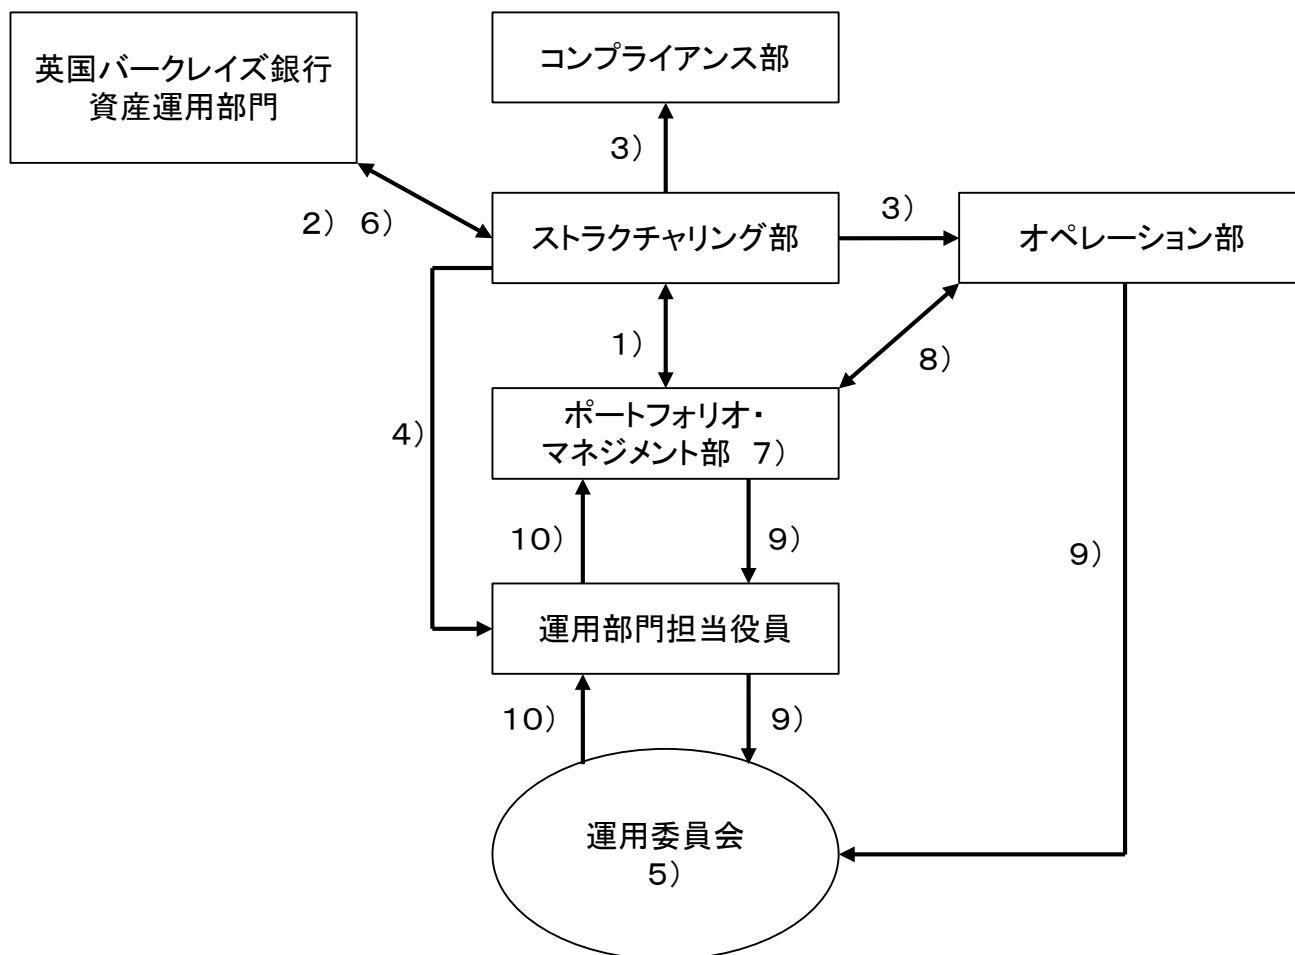 英国バークレイズ銀行
資産運用部門
コンプライアンス部
3）
2） 6）
ストラクチャリング部
3）
オペレーション部
1）
8）
4）
ポートフォリオ・
マネジメント部 7）
10）
9）
9）
運用部門担当役員
10）
9）
運用委員会
5）